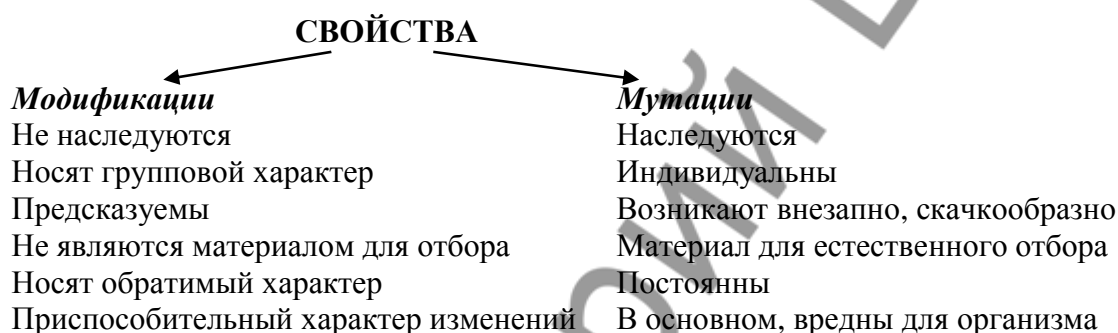 СВОЙСТВА
Модификации Мутации
Не наследуются Наследуются
Носят групповой характер Индивидуальны
Предсказуемы Возникают внезапно, скачкообразно
Не являются материалом для отбора Материал для естественного отбора
Носят обратимый характер Постоянны
Приспособительный характер изменений В основном, вредны для организма